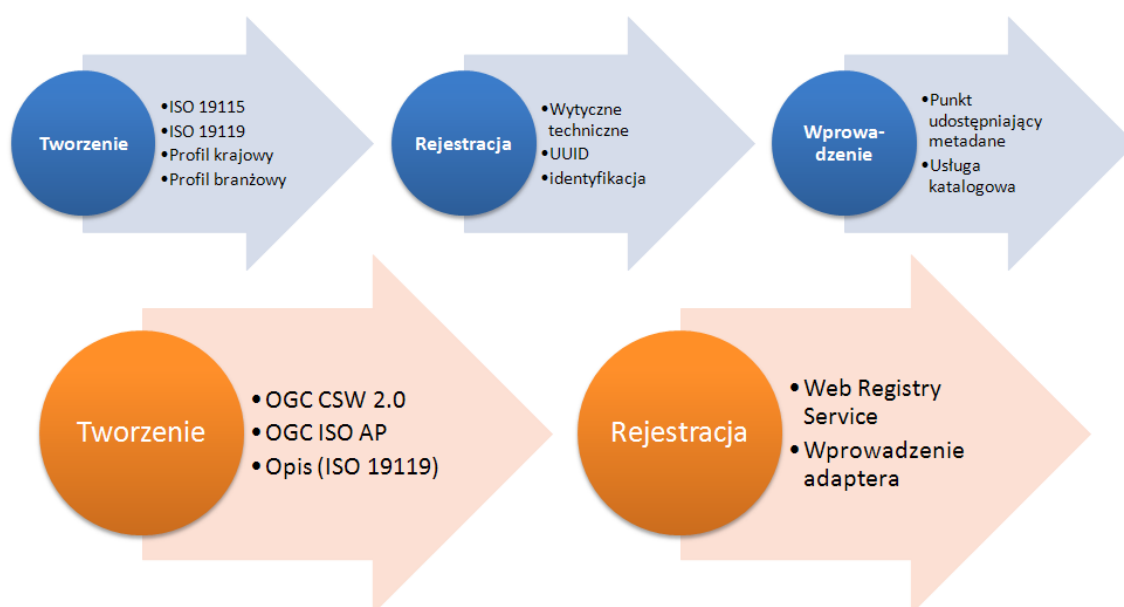 Tworzenie
•ISO 19115
•ISO 19119
•Profil krajowy
•Profil branżowy
Rejestracja
•Wytyczne
techniczne
•UUID
•identyfikacja
Wprowa-
dzenie
•Punkt
udostępniający
metadane
•Usługa
katalogowa
Tworzenie
•OGC CSW 2.0
•OGC ISO AP
•Opis (ISO 19119)
Rejestracja
•Web Registry
Service
•Wprowadzenie
adaptera